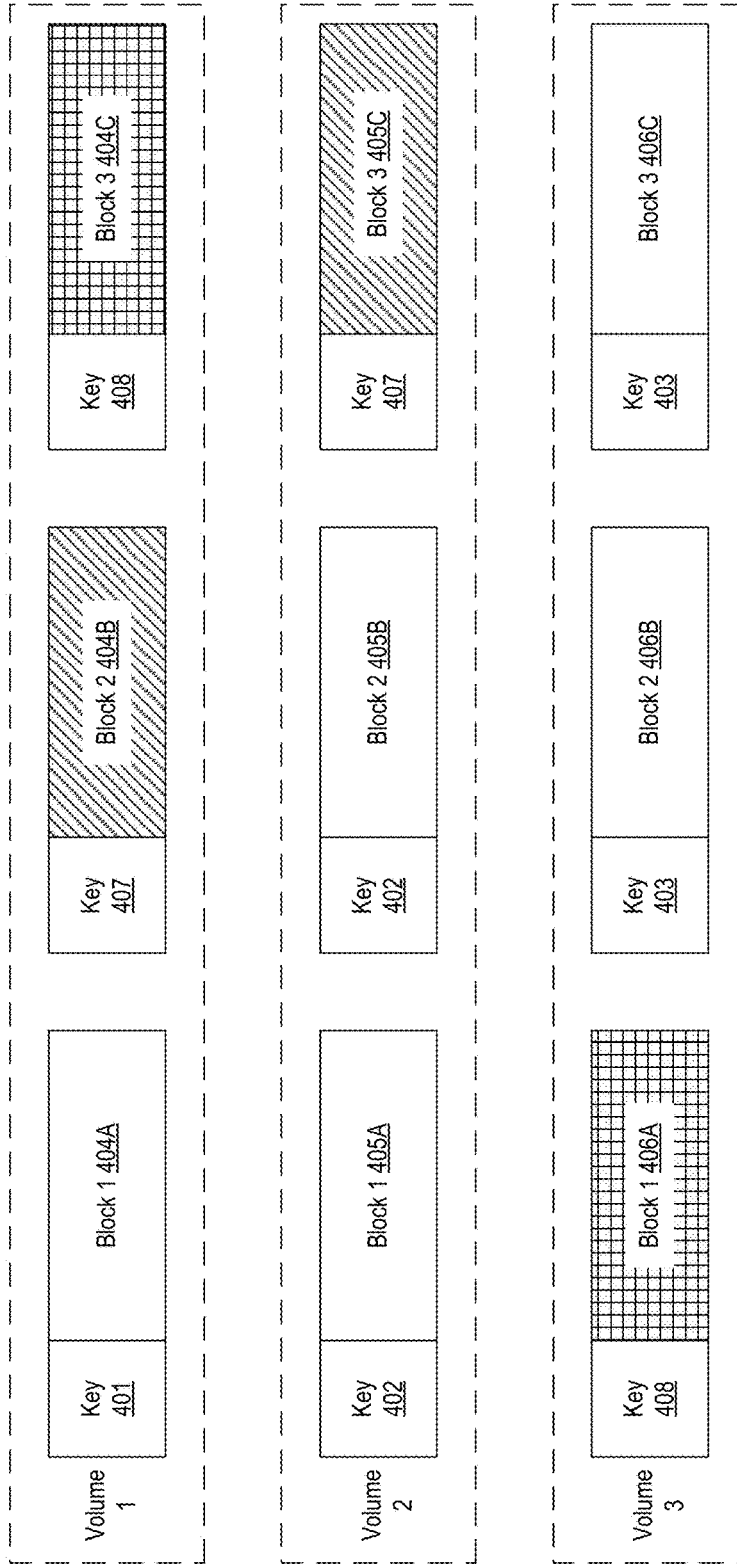 Volume
1
Key
401
Block 1 404A
Key
407
Block 2 404B
Key
408
Block 3 404C
Volume
2
Key
402
Block 1 405A
Key
402
Block 2 405B
Key
407
Block 3 405C
Volume
3
Key
408
Block 1 406A
Key
403
Block 2 406B
Key
403
Block 3 406C